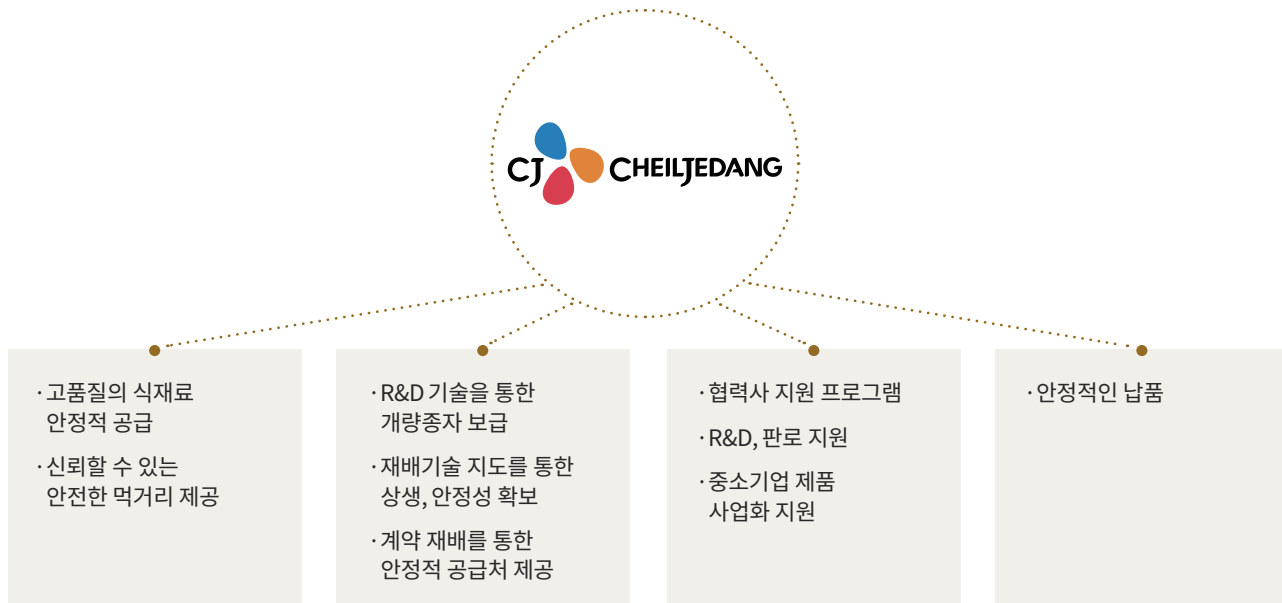 CJ CHEILJEDANG
· 고품질의 식재료
안정적 공급
· 신뢰할 수 있는
안전한 먹거리 제공
· R&D 기술을 통한
개량종자 보급
· 재배기술 지도를 통한
상생, 안정성 확보
· 계약 재배를 통한
안정적 공급처 제공
· 협력사 지원 프로그램
· R&D, 판로 지원
· 중소기업 제품
사업화 지원
· 안정적인 납품